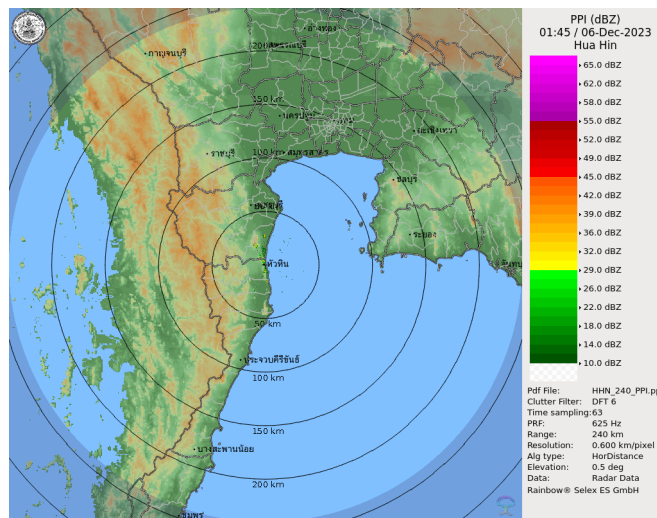 PPI (dBZ)
01:45 / 06-Dec-2023
Hua Hin
65.0 dBZ
62.0 dBZ
58.0 dBZ
55.0 dBZ
52.0 dBZ
49.0 dBZ
45.0 dBZ
42.0 dBZ
39.0 dBZ
36.0 dBZ
32.0 dBZ
29.0 dBZ
26.0 dBZ
22.0 dBZ
18.0 dBZ
14.0 dBZ
10.0 dBZ
Pdf File: HHN_240_PPI.p
Clutter Filter: DFT 6
Time sampling:63
PRF: 625 Hz
Range: 240 km
Resolution: 0.600 km/pixel
Alg type: HorDistance
Elevation: 0.5 deg
Data: Radar Data
Rainbow® Selex ES GmbH
อ่างทอง
กาญจนบุรี
150 km
นครปฐม
ฉะเชิงเทรา
ราชบุรี
100 km
สมุทรสาคร
ชลบุรี
ระยอง
หัวหิน
50 km
ประจวบคีรีขันธ์
100 km
150 km
บางสะพานน้อย
200 km
ชุมพร